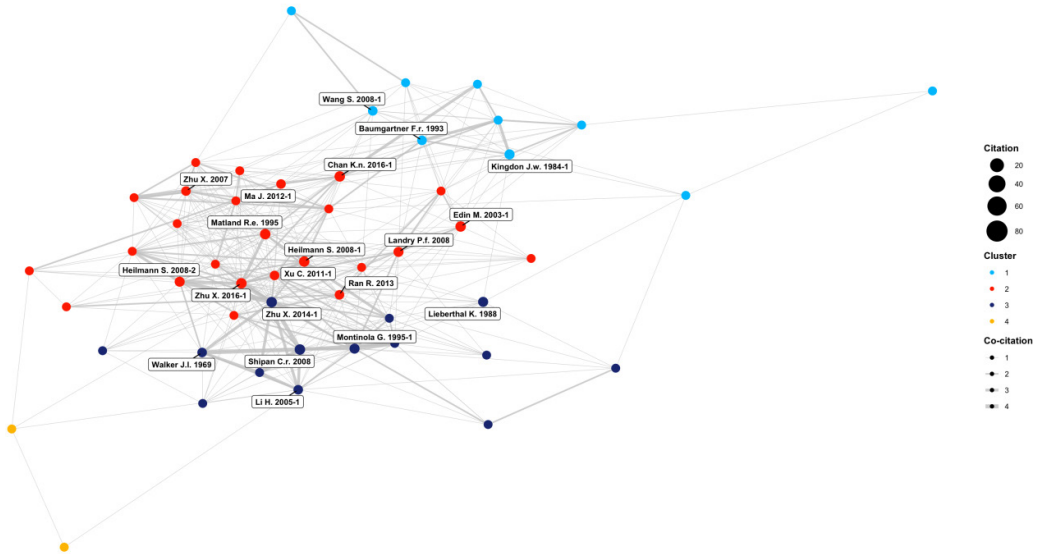 Wang S. 2008-1
Baumgartner F.r. 1993
Kingdon J.w. 1984-1
Chan K.n. 2016-1
Zhu X. 2007
Ma J. 2012-1
Edin M. 2003-1
Matland R.e. 1995
Landry P.f. 2008
Heilmann S. 2008-1
Heilmann S. 2008-2
Xu C. 2011-1
Ran R. 2013
Zhu X. 2016-1
Zhu X. 2014-1
Lieberthal K. 1988
Montinola G. 1995-1
Walker J.l. 1969
Shipan C.r. 2008
Li H. 2005-1
Citation
20
40
60
80
Cluster
1
2
3
4
Co-citation
1
2
3
4